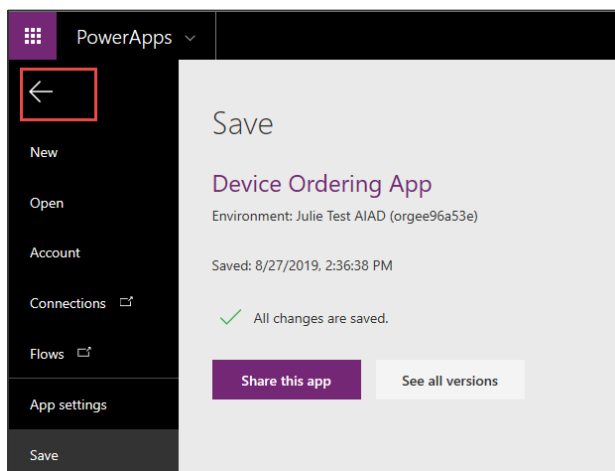 PowerApps
New
Open
Account
Connections
Flows
App settings
Save
Save
Device Ordering App
Environment: Julie Test AIAD (orgee96a53e)
Saved: 8/27/2019, 2:36:38 PM
All changes are saved.
Share this app
See all versions